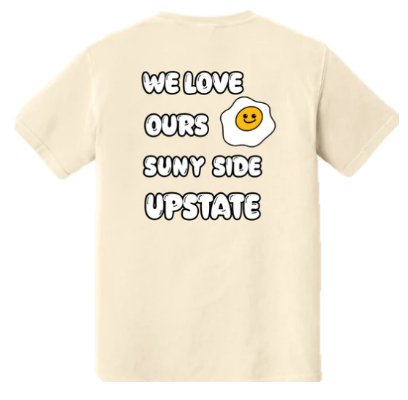 WE LOVE
OURS
SUNY SIDE
UPSTATE